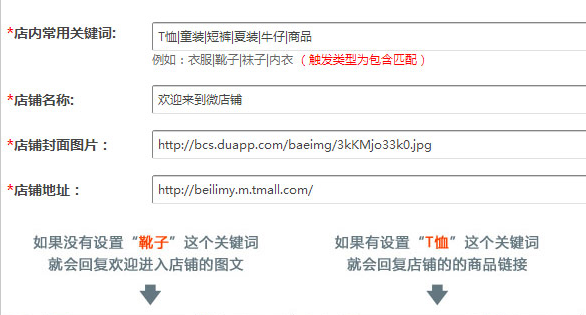 *店内常用关键词:
T恤|童装|短裤|夏装|牛仔|商品
例如：衣服|靴子|袜子|内衣（ 触发类型为包含匹配 ）
*店铺名称:
欢迎来到微店铺
*店铺封面图片：
http://bcs.duapp.com/baeimg/3kKMjo33k0.jpg
*店铺地址：
http://beilimy.m.tmall.com/
如果没有设置“靴子”这个关键词
就会回复欢迎进入店铺的图文
如果有设置“T恤”这个关键词
就会回复店铺的的商品链接